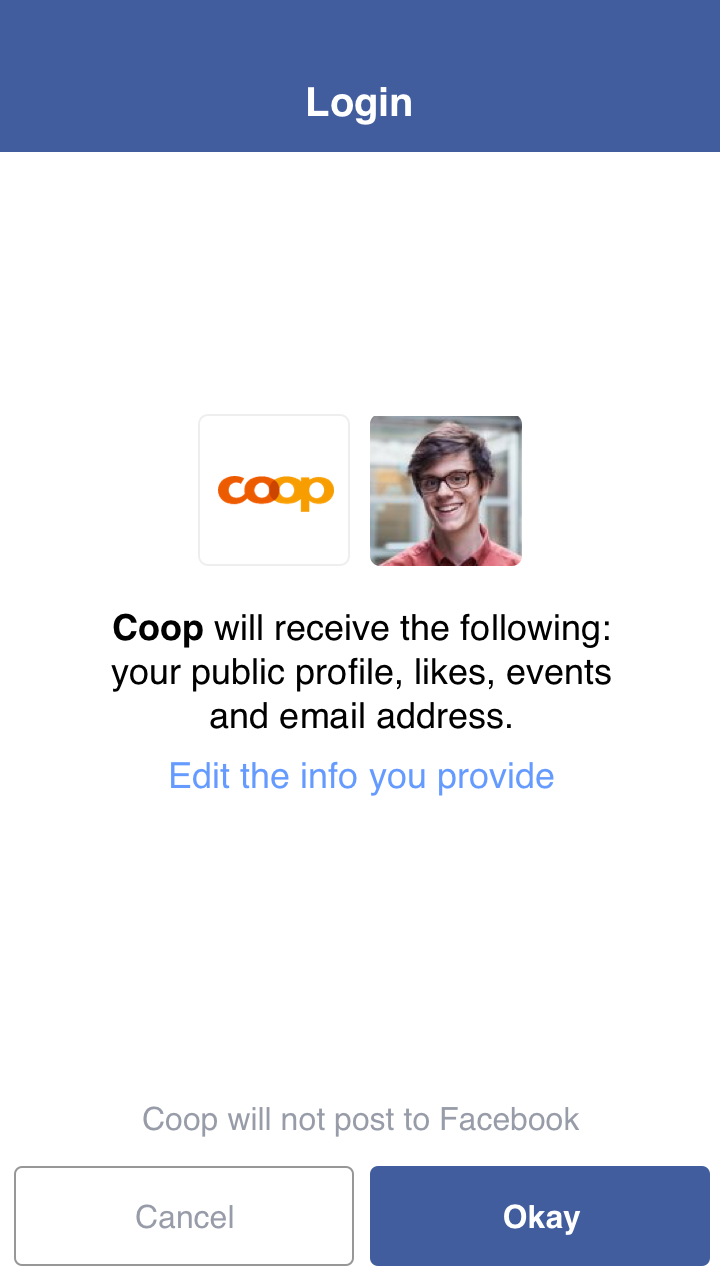 Login
coop
Coop will receive the following:
your public profile, likes, events
and email address.
Edit the info you provide
Coop will not post to Facebook
Cancel
Okay